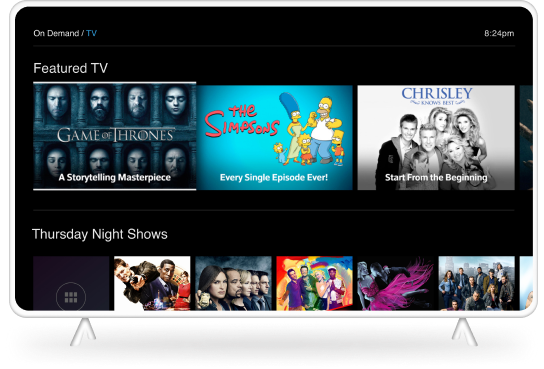 On Demand / TV
8:24pm
Featured TV
GAME OF THRONES
A Storytelling Masterpiece
THE
SIMPSONS
Every Single Episode Ever!
CHRISLEY
KNOWS BEST
Start From the Beginning
Thursday Night Shows